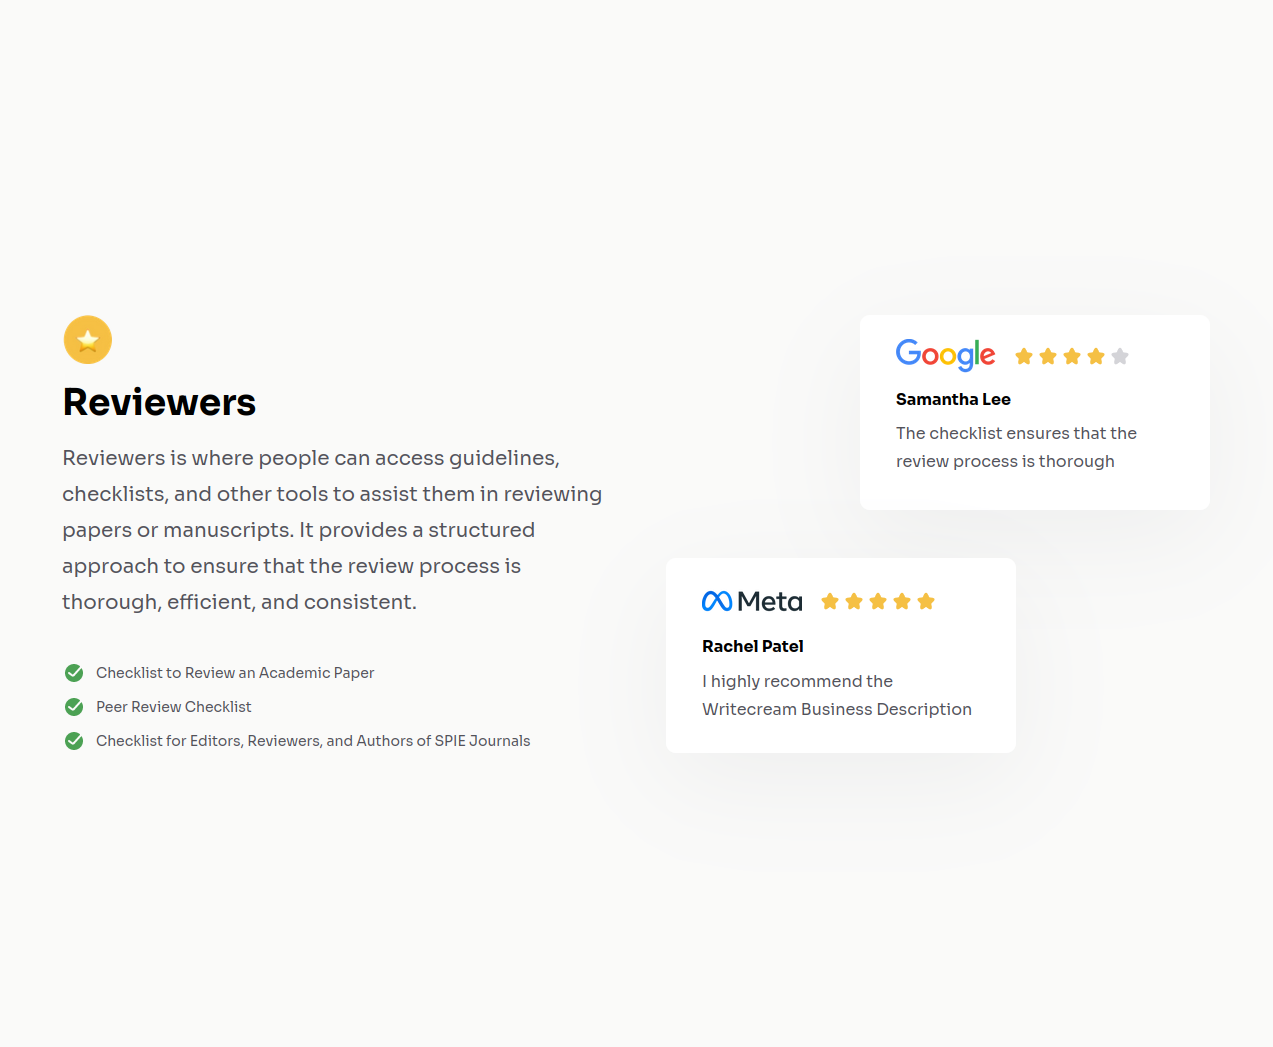 Reviewers
Reviewers is where people can access guidelines,
checklists, and other tools to assist them in reviewing
papers or manuscripts. It provides a structured
approach to ensure that the review process is
thorough, efficient, and consistent.
Checklist to Review an Academic Paper
Peer Review Checklist
Checklist for Editors, Reviewers, and Authors of SPIE Journals
Google
Samantha Lee
The checklist ensures that the
review process is thorough
Meta
Rachel Patel
I highly recommend the
Writecream Business Description